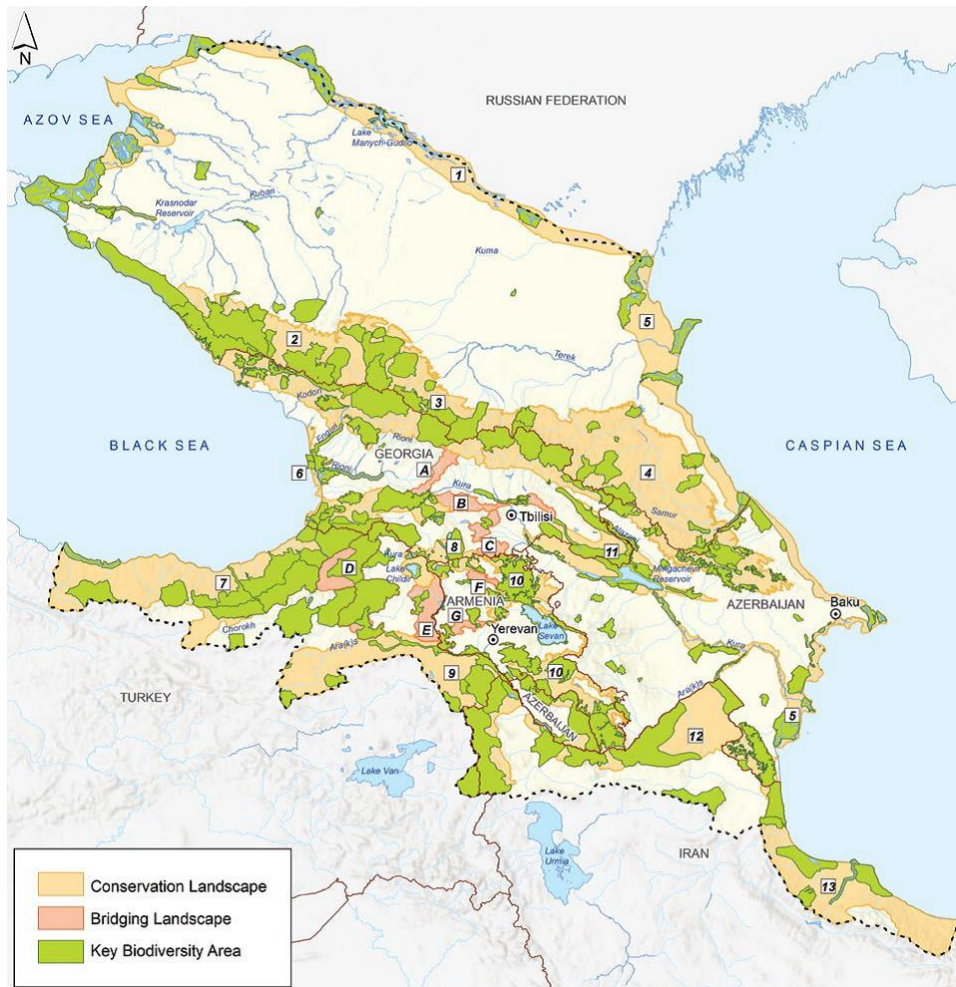 N
RUSSIAN FEDERATION
AZOV SEA
Lake
Manych-Gudilo
1
Kuban
Krasnodar
Reservoir
Kuma
5
2
Terek
Kodori
3
BLACK SEA
Enguri
Rioni
CASPIAN SEA
GEORGIA
A
4
6
Rioni
Kura
B
Samur
Tbilisi
Alazani
8
C
11
Kura
Mingachevir
Reservoir
7
D
Lake
Childir
F
10
ARMENIA
AZERBAIJAN
Baku
G
Lake
Sevan
Chorokh
E
Yerevan
Kura
Ara(k)s
9
10
Ara(k)s
TURKEY
AZERBAIJAN
5
12
Lake Van
Lake
Urmia
IRAN
13
Conservation Landscape
Bridging Landscape
Key Biodiversity Area